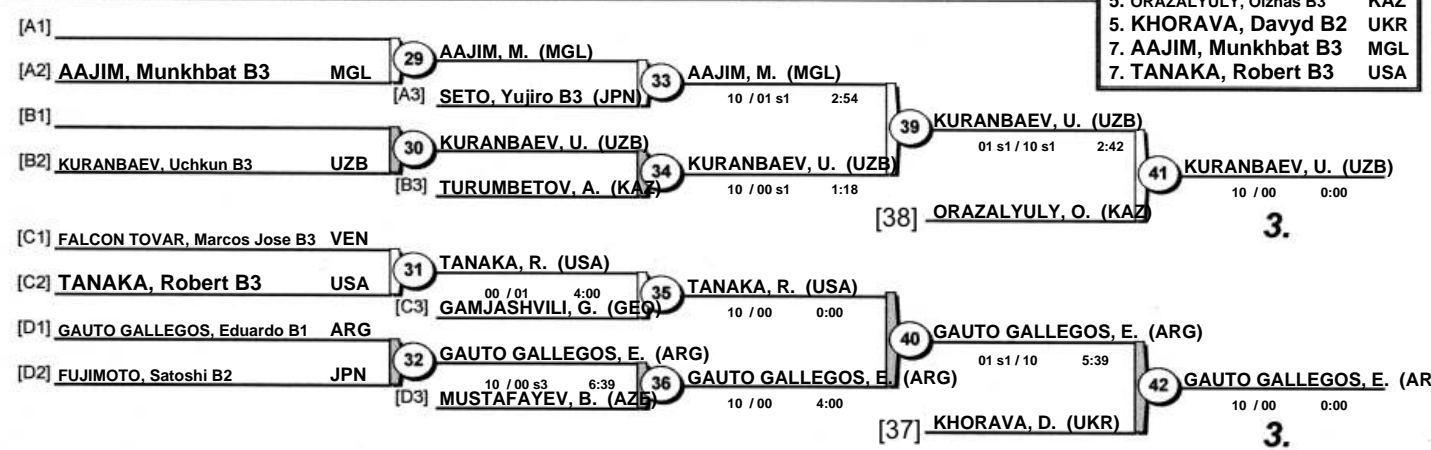 5. ORAZALYULY, Olzhas B3 KAZ
5. KHORAVA, Davyd B2 UKR
7. AAJIM, Munkhbat B3 MGL
7. TANAKA, Robert B3 USA
[A1]
29 AAJIM, M. (MGL)
[A2] AAJIM, Munkhbat B3 MGL
33 AAJIM, M. (MGL)
[A3] SETO, Yujiro B3 (JPN)
10 / 01 s1 2:54
[B1]
39 KURANBAEV, U. (UZB)
30 KURANBAEV, U. (UZB)
01 s1 / 10 s1 2:42
[B2] KURANBAEV, Uchkun B3 UZB
34 KURANBAEV, U. (UZB)
41 KURANBAEV, U. (UZB)
[B3] TURUMBETOV, A. (KAZ)
10 / 00 s1 1:18
10 / 00 0:00
[38] ORAZALYULY, O. (KAZ)
3.
[C1] FALCON TOVAR, Marcos Jose B3 VEN
31 TANAKA, R. (USA)
[C2] TANAKA, Robert B3 USA
00 / 01 4:00
35 TANAKA, R. (USA)
[C3] GAMJASHVILI, G. (GEO)
10 / 00 0:00
[D1] GAUTO GALLEGOS, Eduardo B1 ARG
40 GAUTO GALLEGOS, E. (ARG)
32 GAUTO GALLEGOS, E. (ARG)
01 s1 / 10 5:39
[D2] FUJIMOTO, Satoshi B2 JPN
10 / 00 s3 6:39
36 GAUTO GALLEGOS, E. (ARG)
42 GAUTO GALLEGOS, E. (AR
[D3] MUSTAFAYEV, B. (AZE)
10 / 00 4:00
10 / 00 0:00
[37] KHORAVA, D. (UKR)
3.